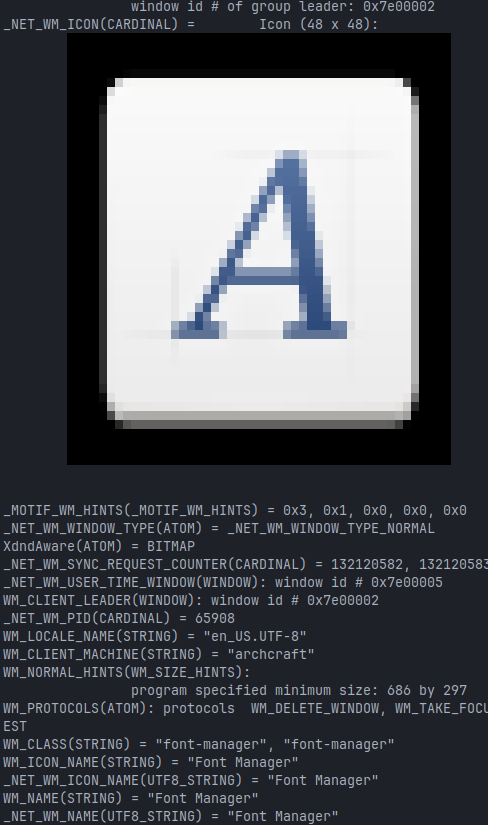 window id # of group leader: 0x7e00002
_NET_WM_ICON(CARDINAL) = 	Icon (48 x 48):
A
_MOTIF_WM_HINTS(_MOTIF_WM_HINTS) = 0x3, 0x1, 0x0, 0x0, 0x0
_NET_WM_WINDOW_TYPE(ATOM) = _NET_WM_WINDOW_TYPE_NORMAL
XdndAware(ATOM) = BITMAP
_NET_WM_SYNC_REQUEST_COUNTER(CARDINAL) = 132120582, 132120583
_NET_WM_USER_TIME_WINDOW(WINDOW): window id # 0x7e00005
WM_CLIENT_LEADER(WINDOW): window id # 0x7e00002
_NET_WM_PID(CARDINAL) = 65908
WM_LOCALE_NAME(STRING) = "en_US.UTF-8"
WM_CLIENT_MACHINE(STRING) = "archcraft"
WM_NORMAL_HINTS(WM_SIZE_HINTS):
program specified minimum size: 686 by 297
WM_PROTOCOLS(ATOM): protocols  WM_DELETE_WINDOW, WM_TAKE_FOCU
EST
WM_CLASS(STRING) = "font-manager", "font-manager"
WM_ICON_NAME(STRING) = "Font Manager"
_NET_WM_ICON_NAME(UTF8_STRING) = "Font Manager"
WM_NAME(STRING) = "Font Manager"
_NET_WM_NAME(UTF8_STRING) = "Font Manager"